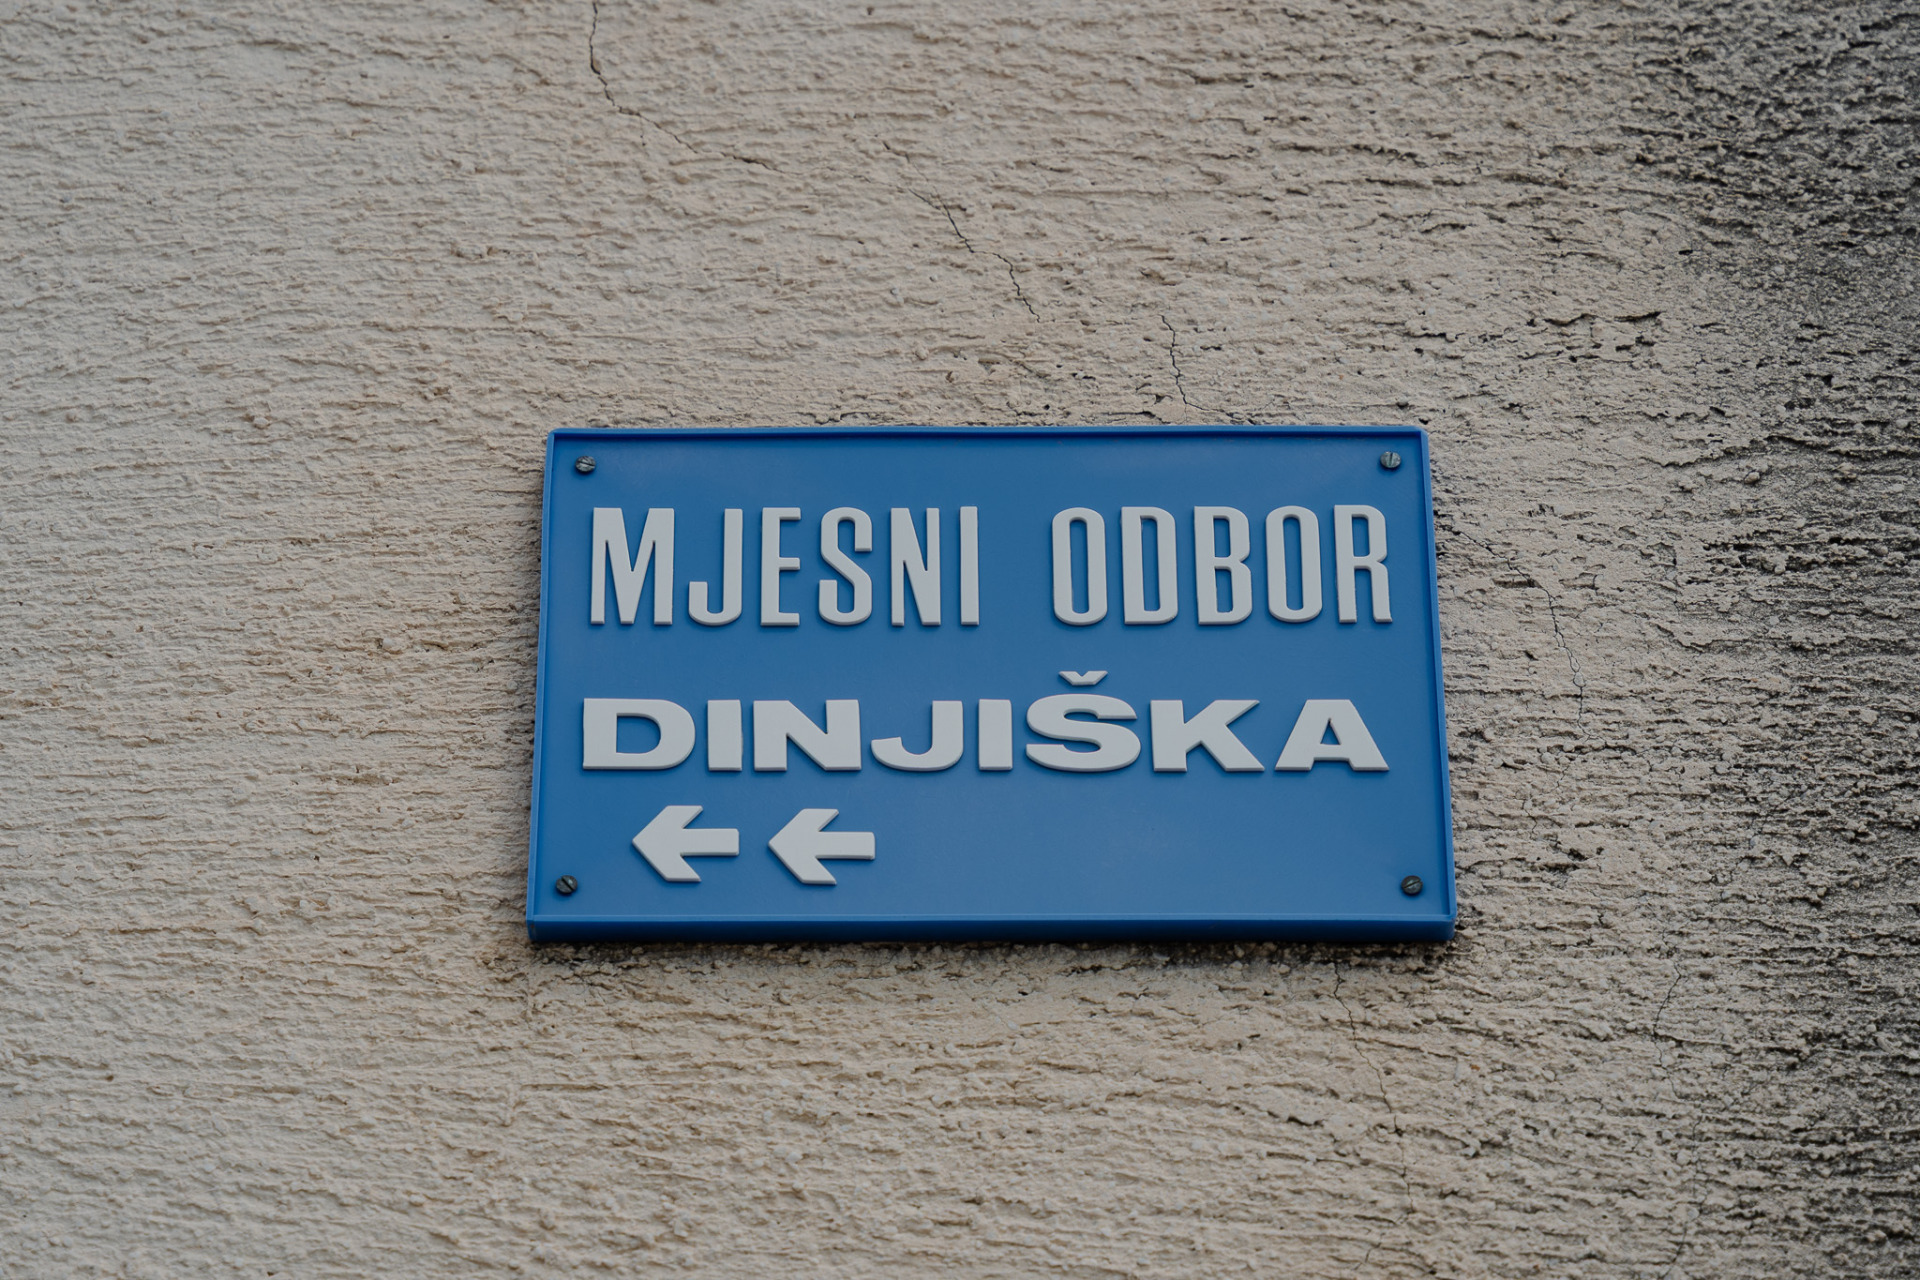 MJESNI ODBOR
DINJIŠKA
←←